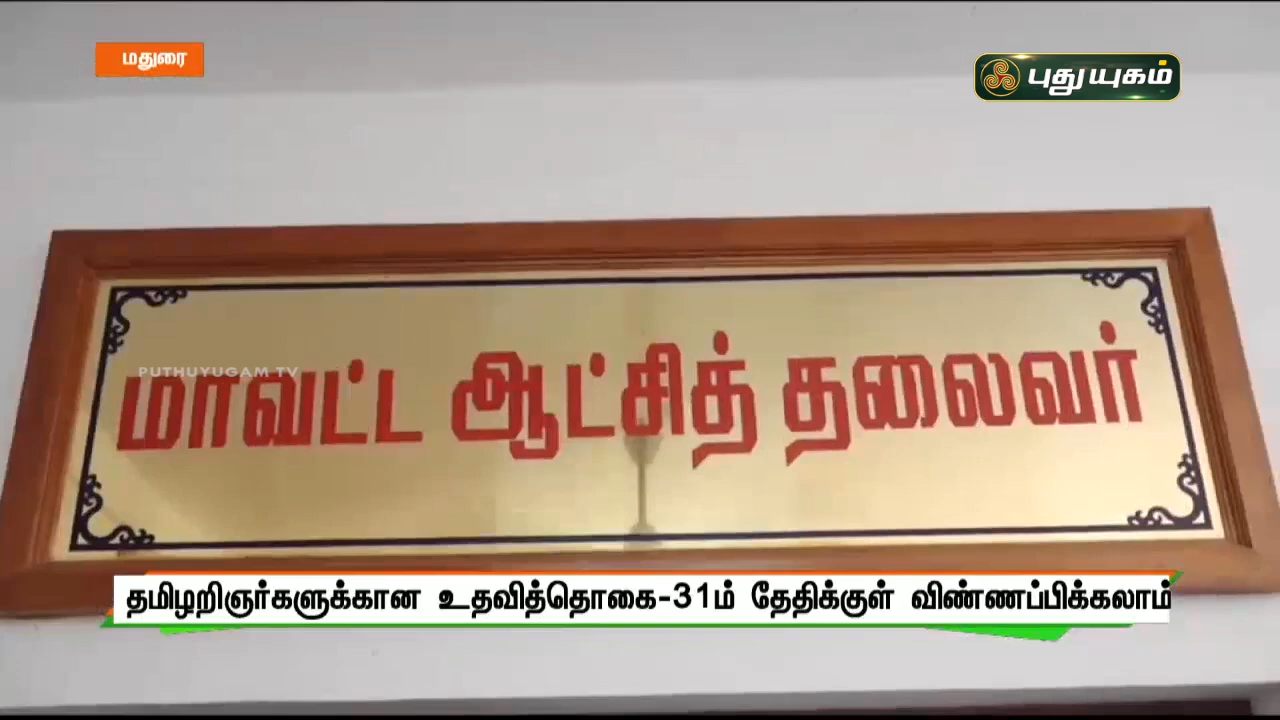 மதுரை
புதுயுகம்
PUTHUYUGAM TV
மாவட்ட ஆட்சித் தலைவர்
தமிழறிஞர்களுக்கான உதவித்தொகை-31ம் தேதிக்குள் விண்ணப்பிக்கலாம்